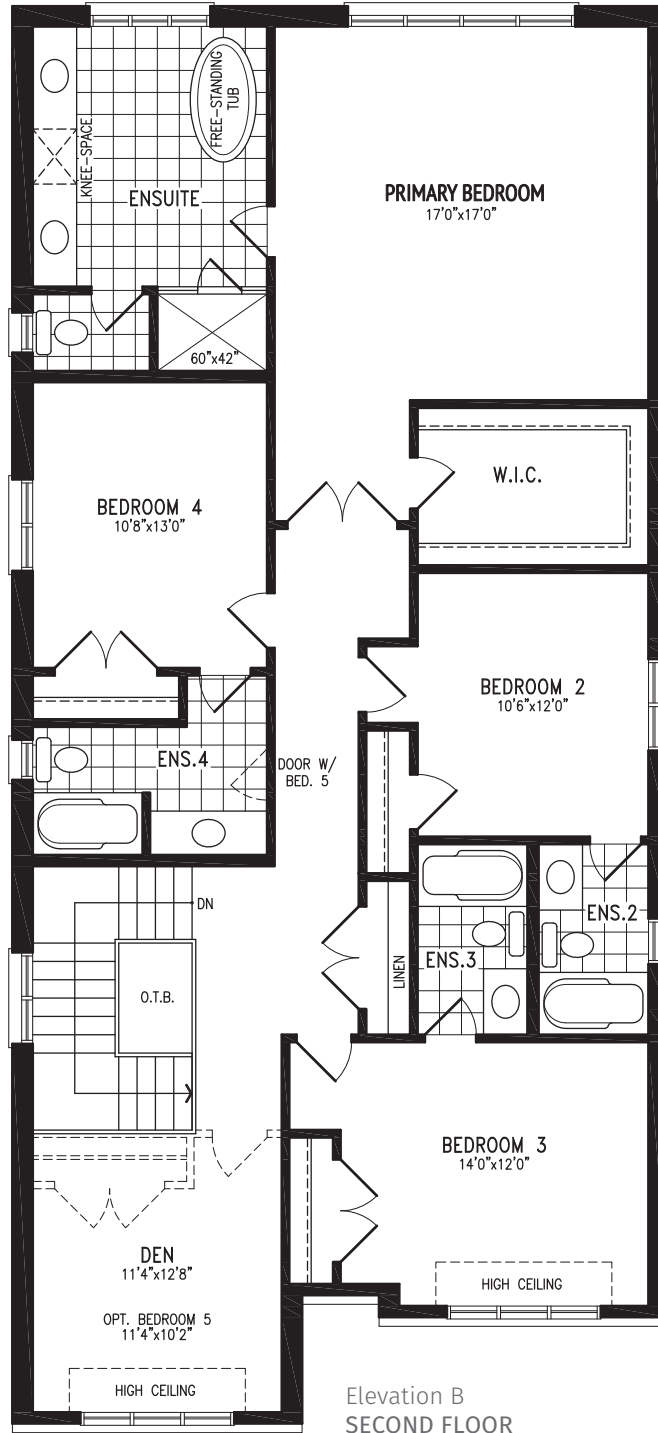 FREE-STANDING
TUB
KNEE-SPACE
ENSUITE
PRIMARY BEDROOM
17'0"x17'0"
60"x42"
W.I.C.
BEDROOM 4
10'8"x13'0"
BEDROOM 2
10'6"x12'0"
ENS.4
DOOR W/
BED. 5
DN
ENS.2
ENS.3
LINEN
O.T.B.
BEDROOM 3
14'0"x12'0"
DEN
11'4"x12'8"
HIGH CEILING
OPT. BEDROOM 5
11'4"x10'2"
HIGH CEILING
Elevation B
SECOND FLOOR